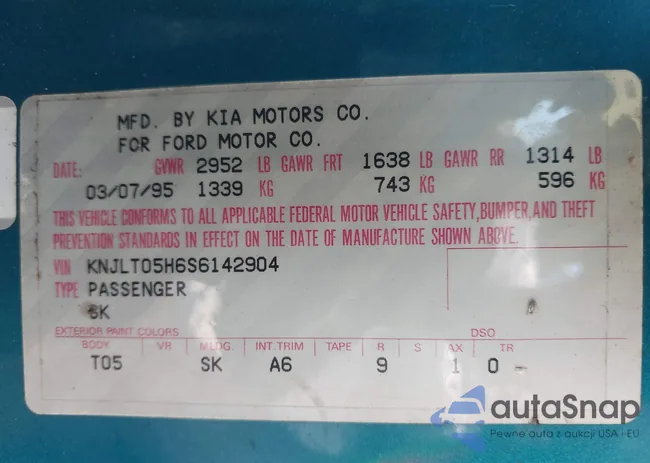 MFD. BY KIA MOTORS CO.
FOR FORD MOTOR CO.
DATE: GVWR 2952 LB GAWR FRT 1638 LB GAWR RR 1314 LB
03/07/95 1339 KG 743 KG 596 KG
THIS VEHICLE CONFORMS TO ALL APPLICABLE FEDERAL MOTOR VEHICLE SAFETY, BUMPER, AND THEFT
PREVENTION STANDARDS IN EFFECT ON THE DATE OF MANUFACTURE SHOWN ABOVE.
VIN KNJLT05H6S6142904
TYPE PASSENGER
SK
EXTERIOR PAINT COLORS DSO
BODY VR MLDG. INT. TRIM TAPE R S AX TR
T05 SK A6 9 1 0 -
autaSnap
Pewne auta z aukcji USA i EU